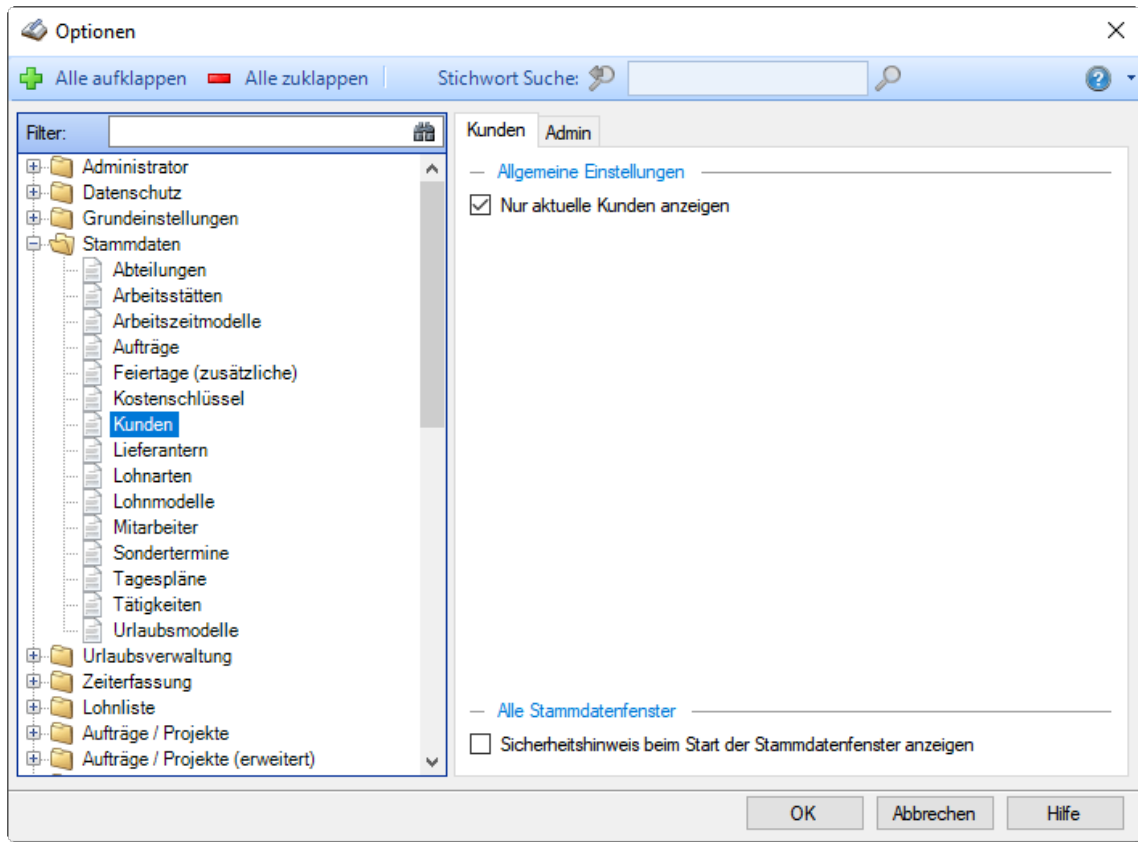 Optionen
Alle aufklappen Alle zuklappen Stichwort Suche:
Filter:
Administrator
Datenschutz
Grundeinstellungen
Stammdaten
Abteilungen
Arbeitsstätten
Arbeitszeitmodelle
Aufträge
Feiertage (zusätzliche)
Kostenschlüssel
Kunden
Lieferantern
Lohnarten
Lohnmodelle
Mitarbeiter
Sondertermine
Tagespläne
Tätigkeiten
Urlaubsmodelle
Urlaubsverwaltung
Zeiterfassung
Lohnliste
Aufträge / Projekte
Aufträge / Projekte (erweitert)
Kunden Admin
Allgemeine Einstellungen
Nur aktuelle Kunden anzeigen
Alle Stammdatenfenster
Sicherheitshinweis beim Start der Stammdatenfenster anzeigen
OK Abbrechen Hilfe